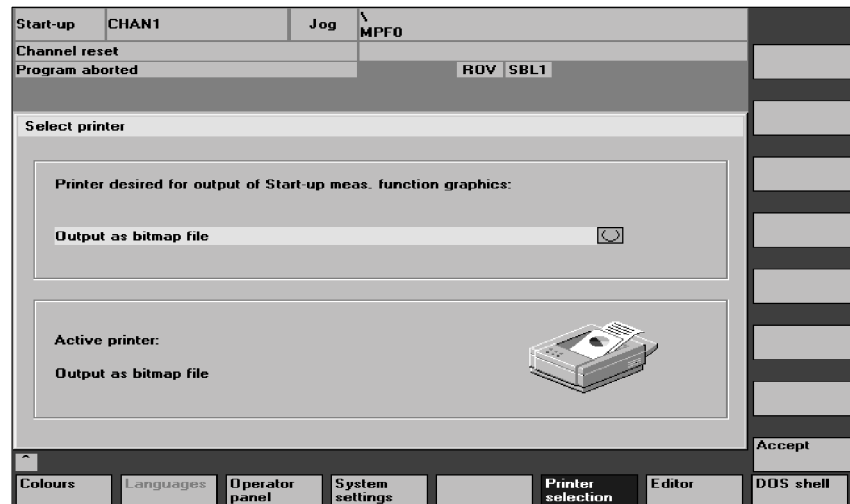 Start-up CHAN1 Jog \
MPF0
Channel reset
Program aborted ROV SBL1
Select printer
Printer desired for output of Start-up meas. function graphics:
Output as bitmap file
Active printer:
Output as bitmap file
Accept
^
Colours Languages Operator panel System settings Printer selection Editor DOS shell